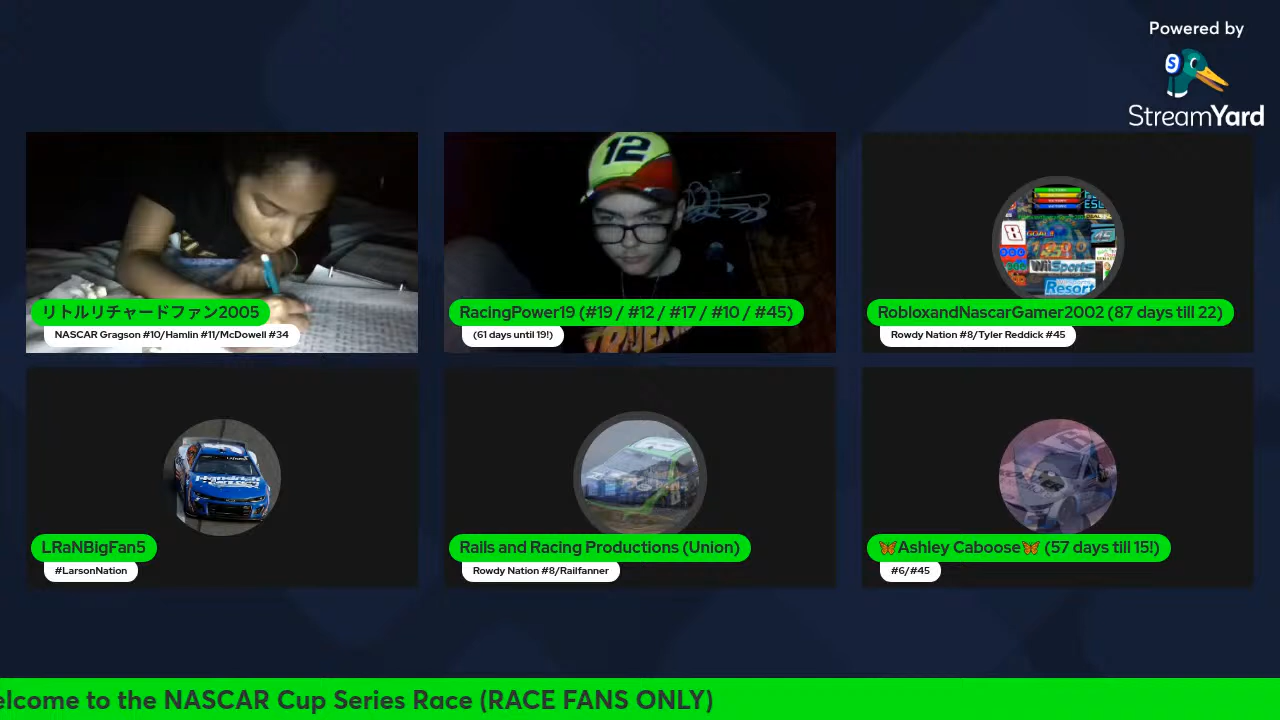 Powered by
StreamYard
12
リトルリチャードファン2005
NASCAR Gragson #10/Hamlin #11/McDowell #34
RacingPower19 (#19 / #12 / #17 / #10 / #45)
(61 days until 19!)
RobloxandNascarGamer2002 (87 days till 22)
Rowdy Nation #8/Tyler Reddick #45
WilSports
Resort
LRaNBigFan5
#LarsonNation
Rails and Racing Productions (Union)
Rowdy Nation #8/Railfanner
🦋Ashley Caboose🦋 (57 days till 15!)
#6/#45
elcome to the NASCAR Cup Series Race (RACE FANS ONLY)